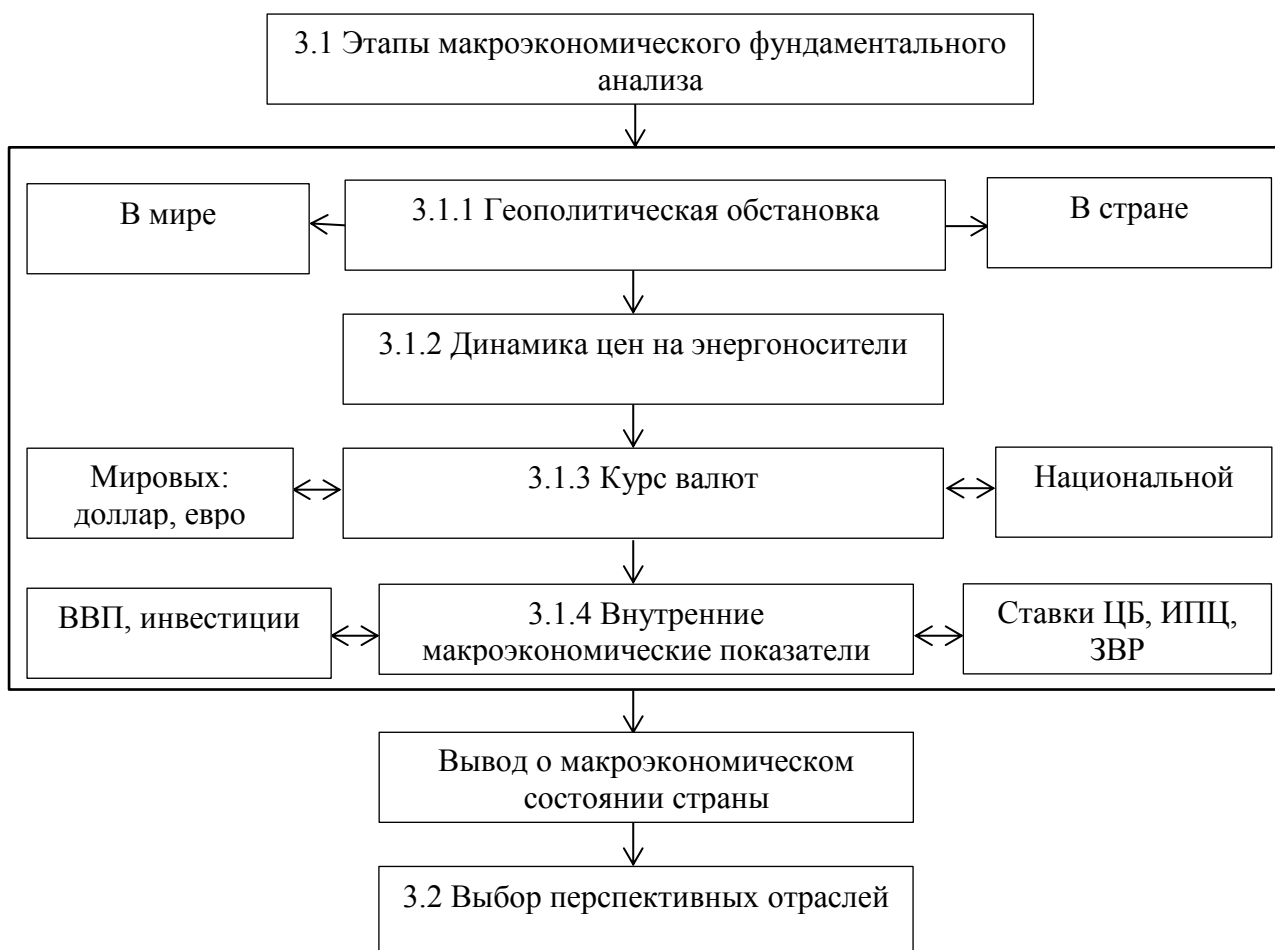 3.1 Этапы макроэкономического фундаментального
анализа
В мире
3.1.1 Геополитическая обстановка
В стране
3.1.2 Динамика цен на энергоносители
Мировых:
доллар, евро
3.1.3 Курс валют
Национальной
ВВП, инвестиции
3.1.4 Внутренние
макроэкономические показатели
Ставки ЦБ, ИПЦ,
ЗВР
Вывод о макроэкономическом
состоянии страны
3.2 Выбор перспективных отраслей